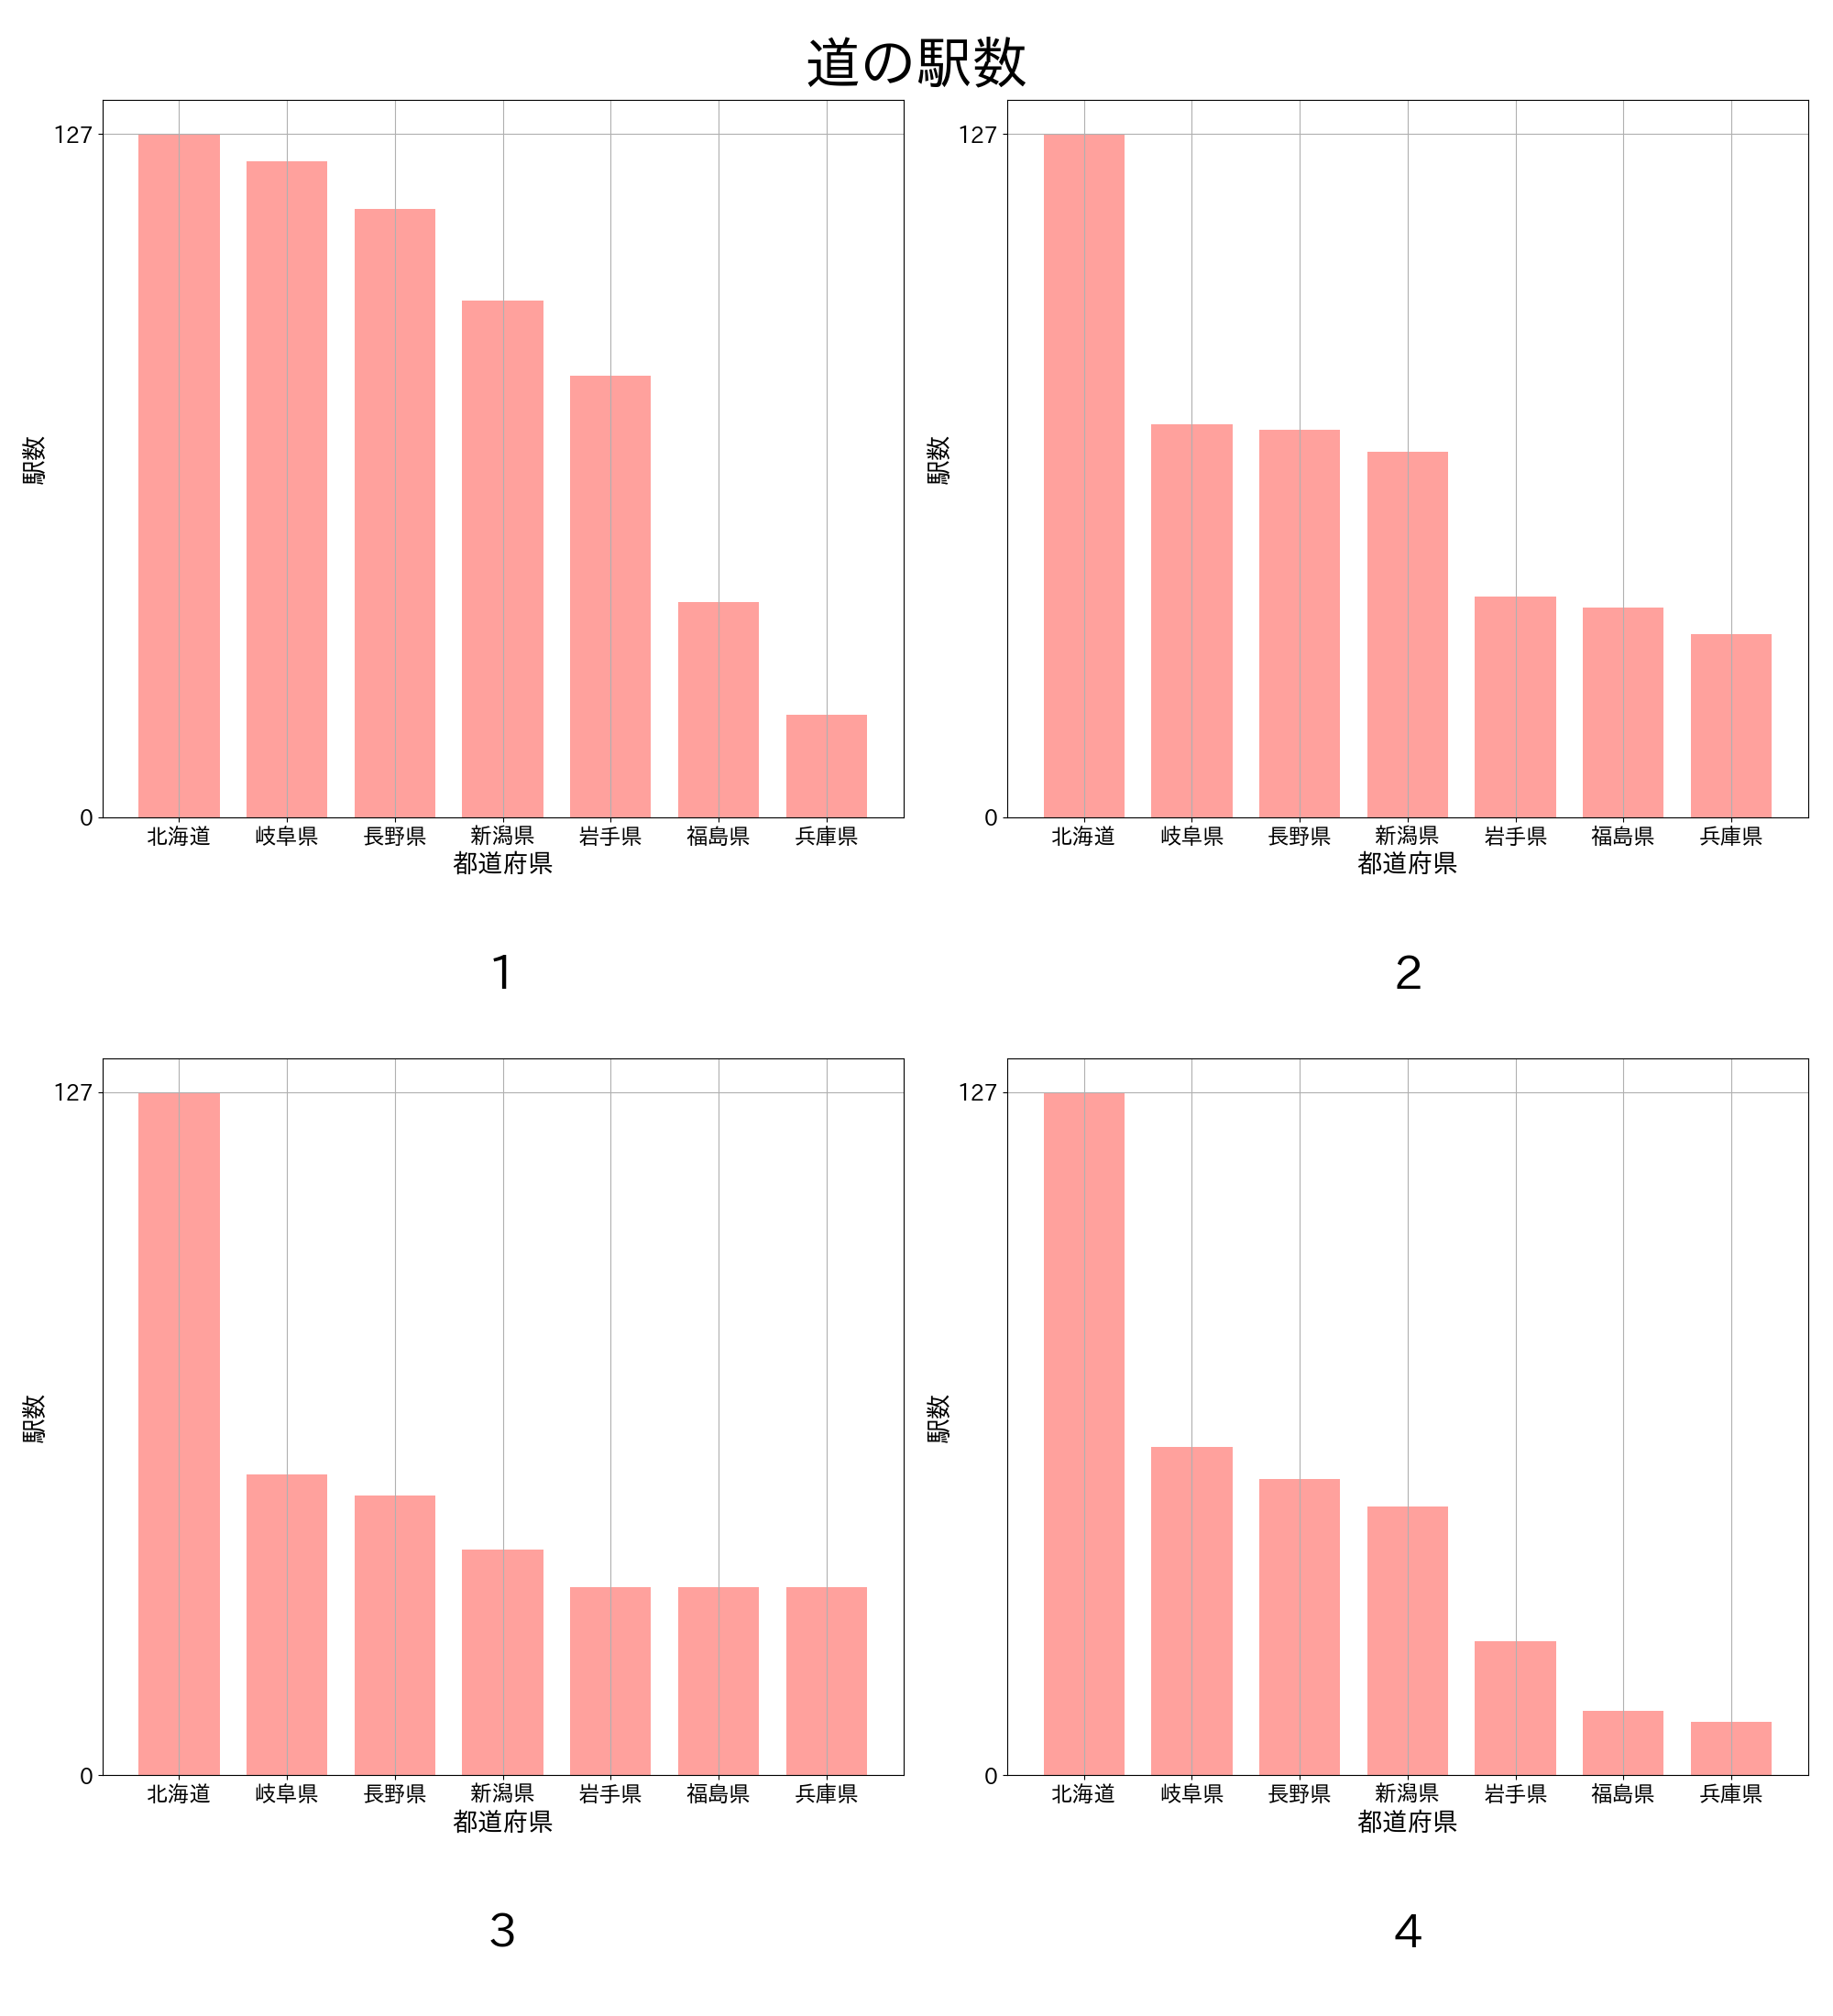 道の駅数
127
0
駅数
北海道 岐阜県 長野県 新潟県 岩手県 福島県 兵庫県
都道府県
1
127
0
駅数
北海道 岐阜県 長野県 新潟県 岩手県 福島県 兵庫県
都道府県
2
127
0
駅数
北海道 岐阜県 長野県 新潟県 岩手県 福島県 兵庫県
都道府県
3
127
0
駅数
北海道 岐阜県 長野県 新潟県 岩手県 福島県 兵庫県
都道府県
4